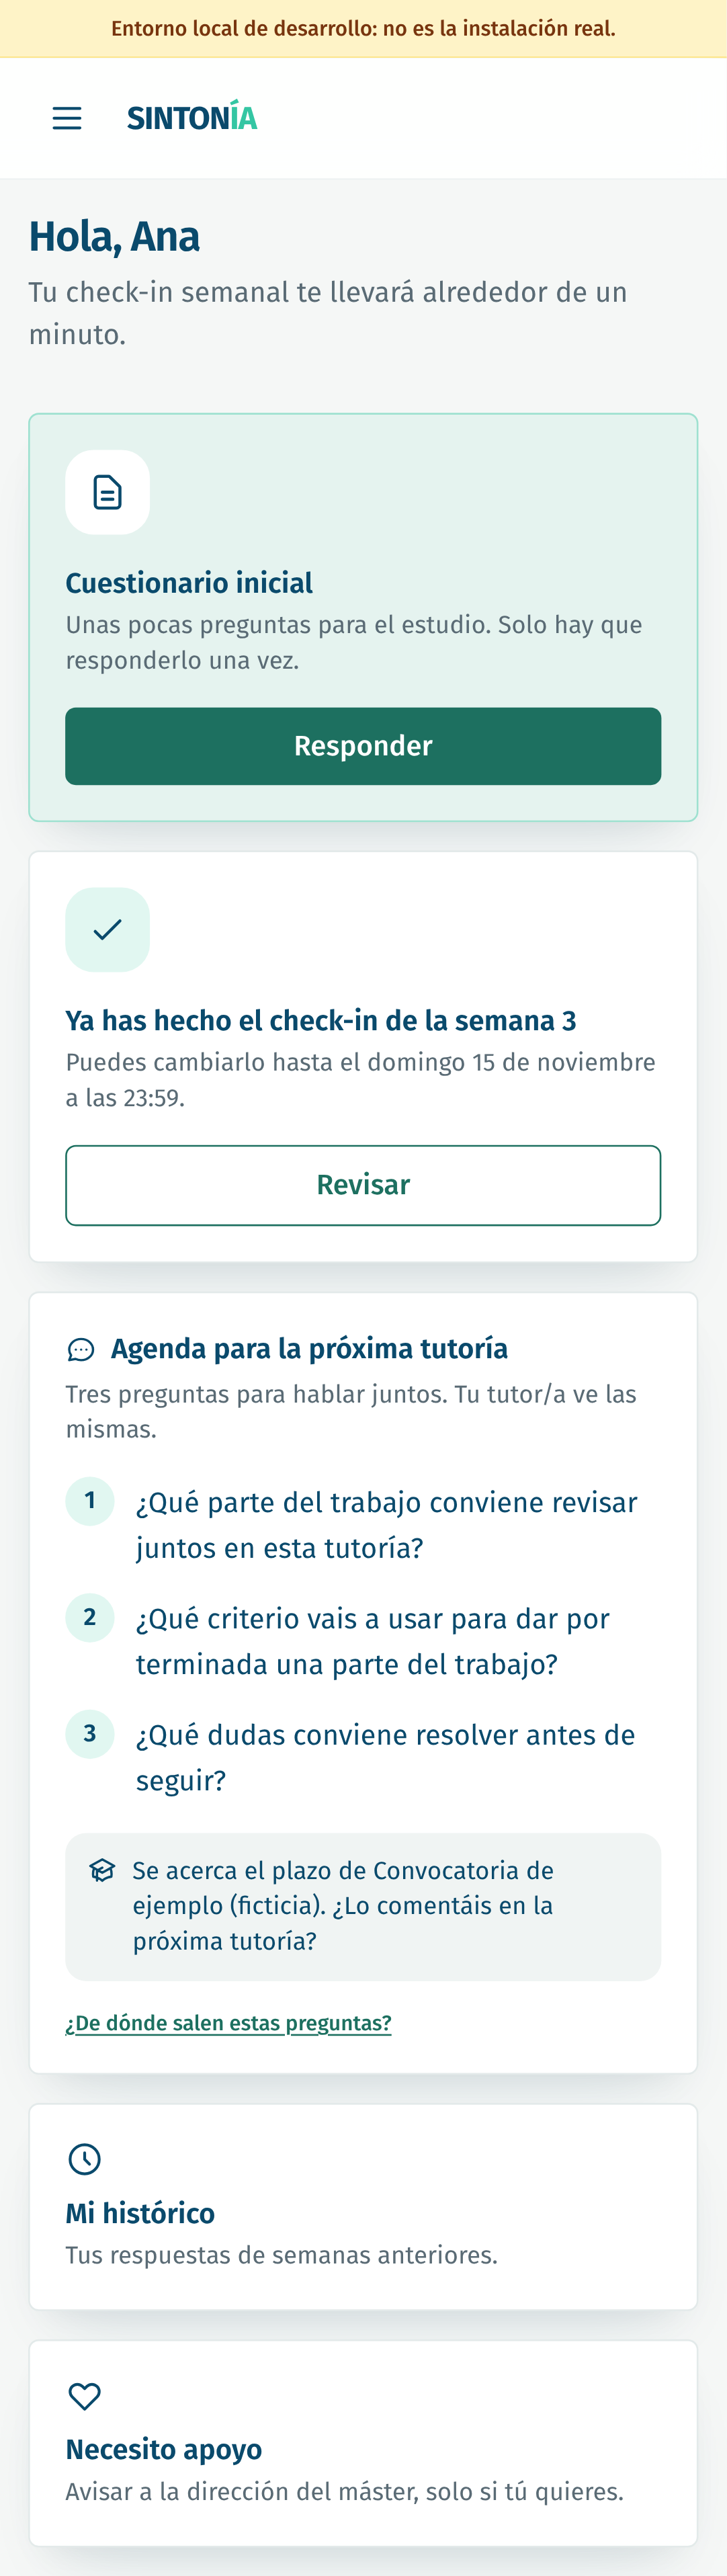 Entorno local de desarrollo: no es la instalación real.
SINTONÍA
Hola, Ana
Tu check-in semanal te llevará alrededor de un
minuto.
Cuestionario inicial
Unas pocas preguntas para el estudio. Solo hay que
responderlo una vez.
Responder
Ya has hecho el check-in de la semana 3
Puedes cambiarlo hasta el domingo 15 de noviembre
a las 23:59.
Revisar
Agenda para la próxima tutoría
Tres preguntas para hablar juntos. Tu tutor/a ve las
mismas.
1 ¿Qué parte del trabajo conviene revisar
juntos en esta tutoría?
2 ¿Qué criterio vais a usar para dar por
terminada una parte del trabajo?
3 ¿Qué dudas conviene resolver antes de
seguir?
Se acerca el plazo de Convocatoria de
ejemplo (ficticia). ¿Lo comentáis en la
próxima tutoría?
¿De dónde salen estas preguntas?
Mi histórico
Tus respuestas de semanas anteriores.
Necesito apoyo
Avisar a la dirección del máster, solo si tú quieres.